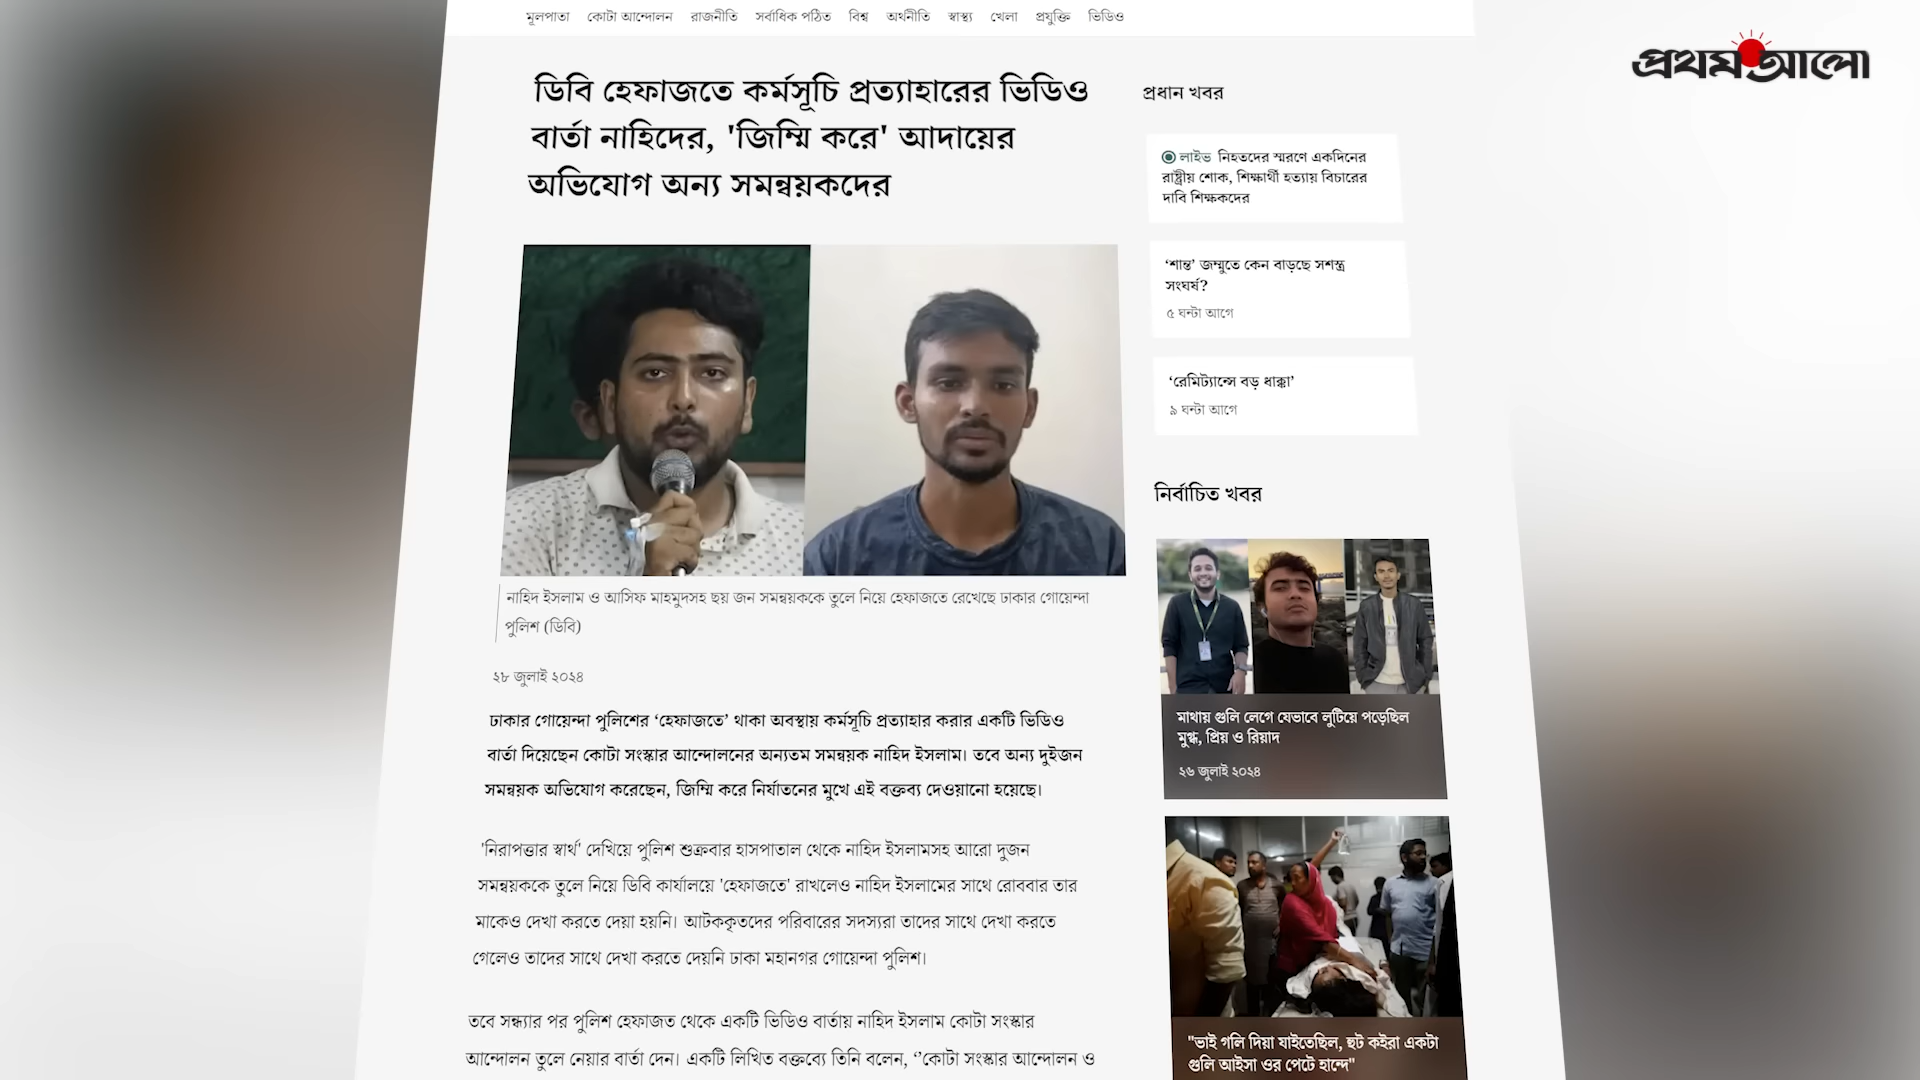 মূলপাতা কোটা আন্দোলন রাজনীতি সর্বাধিক পঠিত বিশ্ব অর্থনীতি স্বাস্থ্য খেলা প্রযুক্তি ভিডিও
প্রথম আলো
ডিবি হেফাজতে কর্মসূচি প্রত্যাহারের ভিডিও
বার্তা নাহিদের, 'জিম্মি করে' আদায়ের
অভিযোগ অন্য সমন্বয়কদের
নাহিদ ইসলাম ও আসিফ মাহমুদসহ ছয় জন সমন্বয়ককে তুলে নিয়ে হেফাজতে রেখেছে ঢাকার গোয়েন্দা
পুলিশ (ডিবি)
২৮ জুলাই ২০২৪
ঢাকার গোয়েন্দা পুলিশের ‘হেফাজতে’ থাকা অবস্থায় কর্মসূচি প্রত্যাহার করার একটি ভিডিও
বার্তা দিয়েছেন কোটা সংস্কার আন্দোলনের অন্যতম সমন্বয়ক নাহিদ ইসলাম। তবে অন্য দুইজন
সমন্বয়ক অভিযোগ করেছেন, জিম্মি করে নির্যাতনের মুখে এই বক্তব্য দেওয়ানো হয়েছে।
'নিরাপত্তার স্বার্থ' দেখিয়ে পুলিশ শুক্রবার হাসপাতাল থেকে নাহিদ ইসলামসহ আরো দুজন
সমন্বয়ককে তুলে নিয়ে ডিবি কার্যালয়ে 'হেফাজতে' রাখলেও নাহিদ ইসলামের সাথে রোববার তার
মাকেও দেখা করতে দেয়া হয়নি। আটককৃতদের পরিবারের সদস্যরা তাদের সাথে দেখা করতে
গেলেও তাদের সাথে দেখা করতে দেয়নি ঢাকা মহানগর গোয়েন্দা পুলিশ।
তবে সন্ধ্যার পর পুলিশ হেফাজত থেকে একটি ভিডিও বার্তায় নাহিদ ইসলাম কোটা সংস্কার
আন্দোলন তুলে নেয়ার বার্তা দেন। একটি লিখিত বক্তব্যে তিনি বলেন, ‘‘কোটা সংস্কার আন্দোলন ও
প্রধান খবর
লাইভ নিহতদের স্মরণে একদিনের
রাষ্ট্রীয় শোক, শিক্ষার্থী হত্যায় বিচারের
দাবি শিক্ষকদের
‘শান্ত’ জম্মুতে কেন বাড়ছে সশস্ত্র
সংঘর্ষ?
৫ ঘন্টা আগে
‘রেমিট্যান্সে বড় ধাক্কা’
৯ ঘন্টা আগে
নির্বাচিত খবর
মাথায় গুলি লেগে যেভাবে লুটিয়ে পড়েছিল
মুগ্ধ, প্রিয় ও রিয়াদ
২৬ জুলাই ২০২৪
"ভাই গলি দিয়া যাইতেছিল, হুট কইরা একটা
গুলি আইসা ওর পেটে হান্দে"